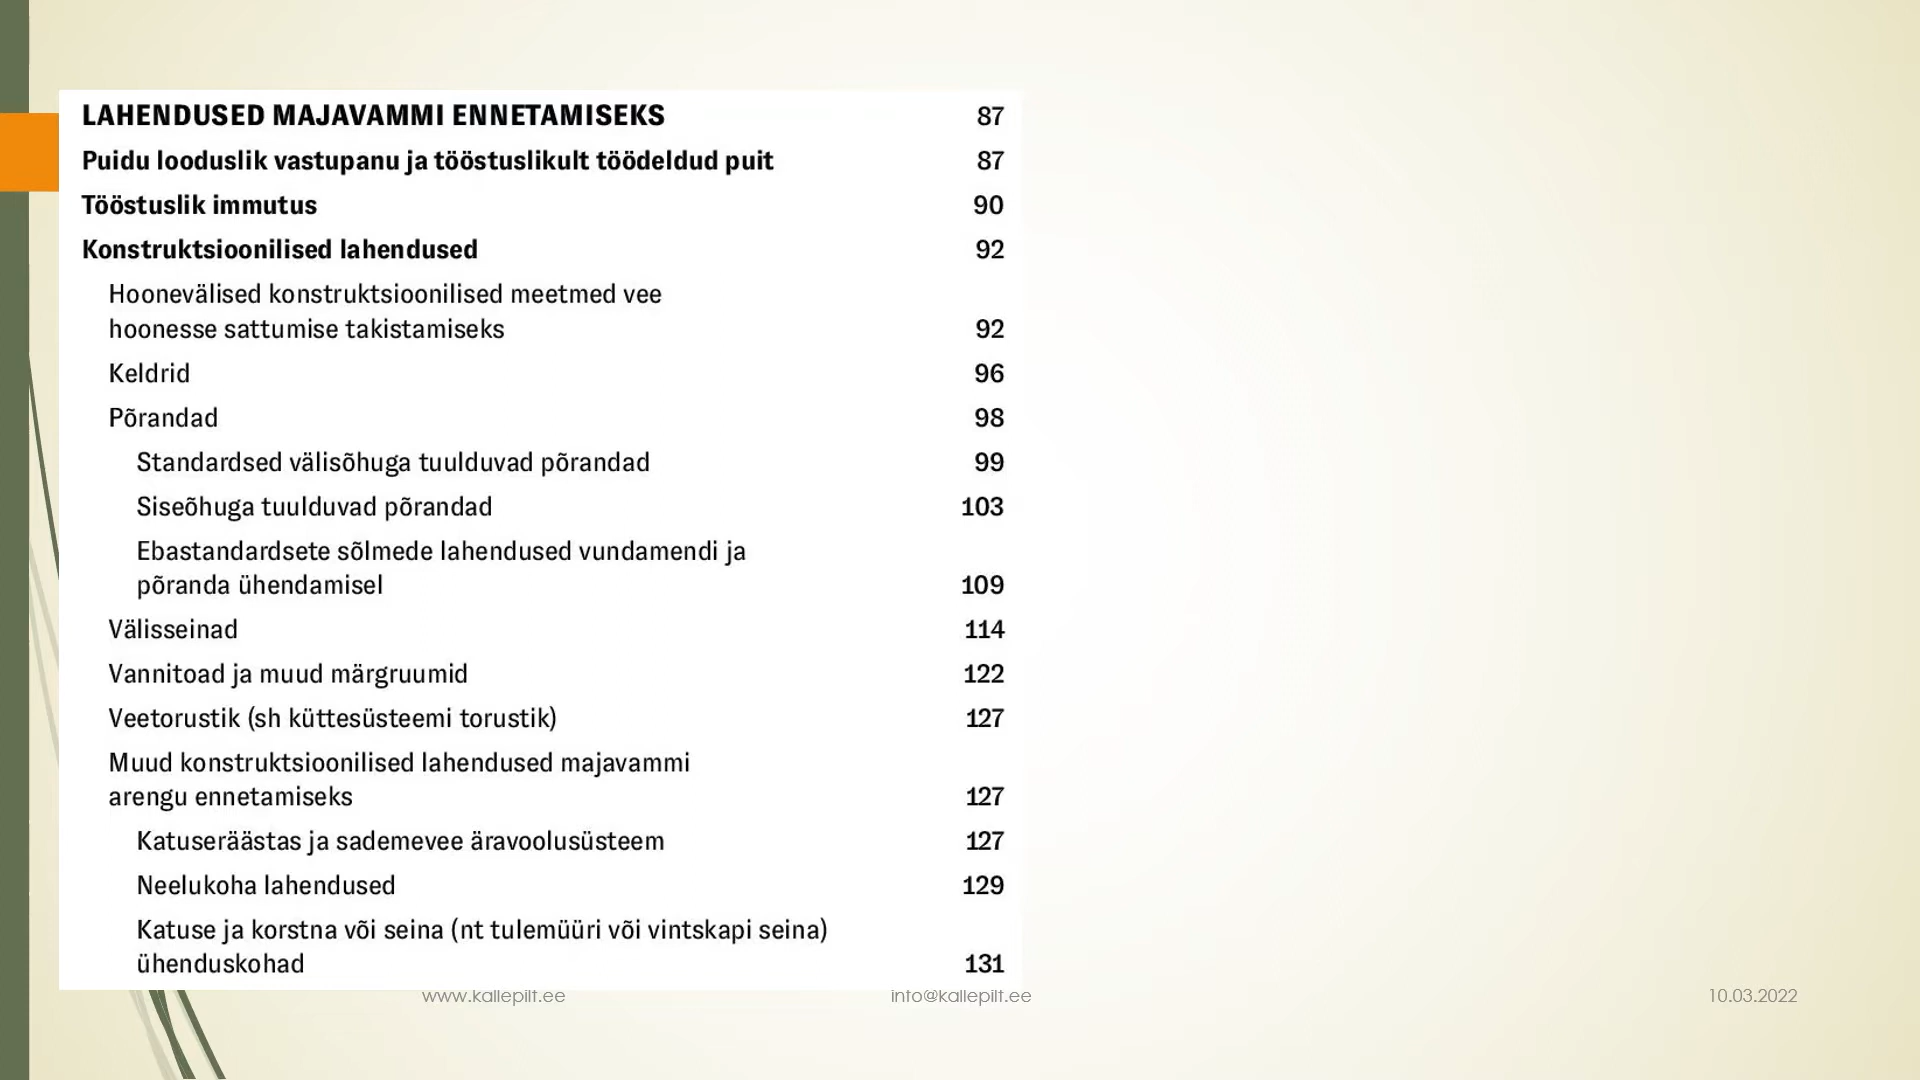 LAHENDUSED MAJAVAMMI ENNETAMISEKS 87
Puidu looduslik vastupanu ja tööstuslikult töödeldud puit 87
Tööstuslik immutus 90
Konstruktsioonilised lahendused 92
Hoonevälised konstruktsioonilised meetmed vee
hoonesse sattumise takistamiseks 92
Keldrid 96
Põrandad 98
Standardsed välisõhuga tuulduvad põrandad 99
Siseõhuga tuulduvad põrandad 103
Ebastandardsete sõlmede lahendused vundamendi ja
põranda ühendamisel 109
Välisseinad 114
Vannitoad ja muud märgruumid 122
Veetorustik (sh küttesüsteemi torustik) 127
Muud konstruktsioonilised lahendused majavammi
arengu ennetamiseks 127
Katuseräästas ja sademevee äravoolusüsteem 127
Neelukoha lahendused 129
Katuse ja korstna või seina (nt tulemüüri või vintskapi seina)
ühenduskohad 131
www.kallepilt.ee info@kallepilt.ee 10.03.2022